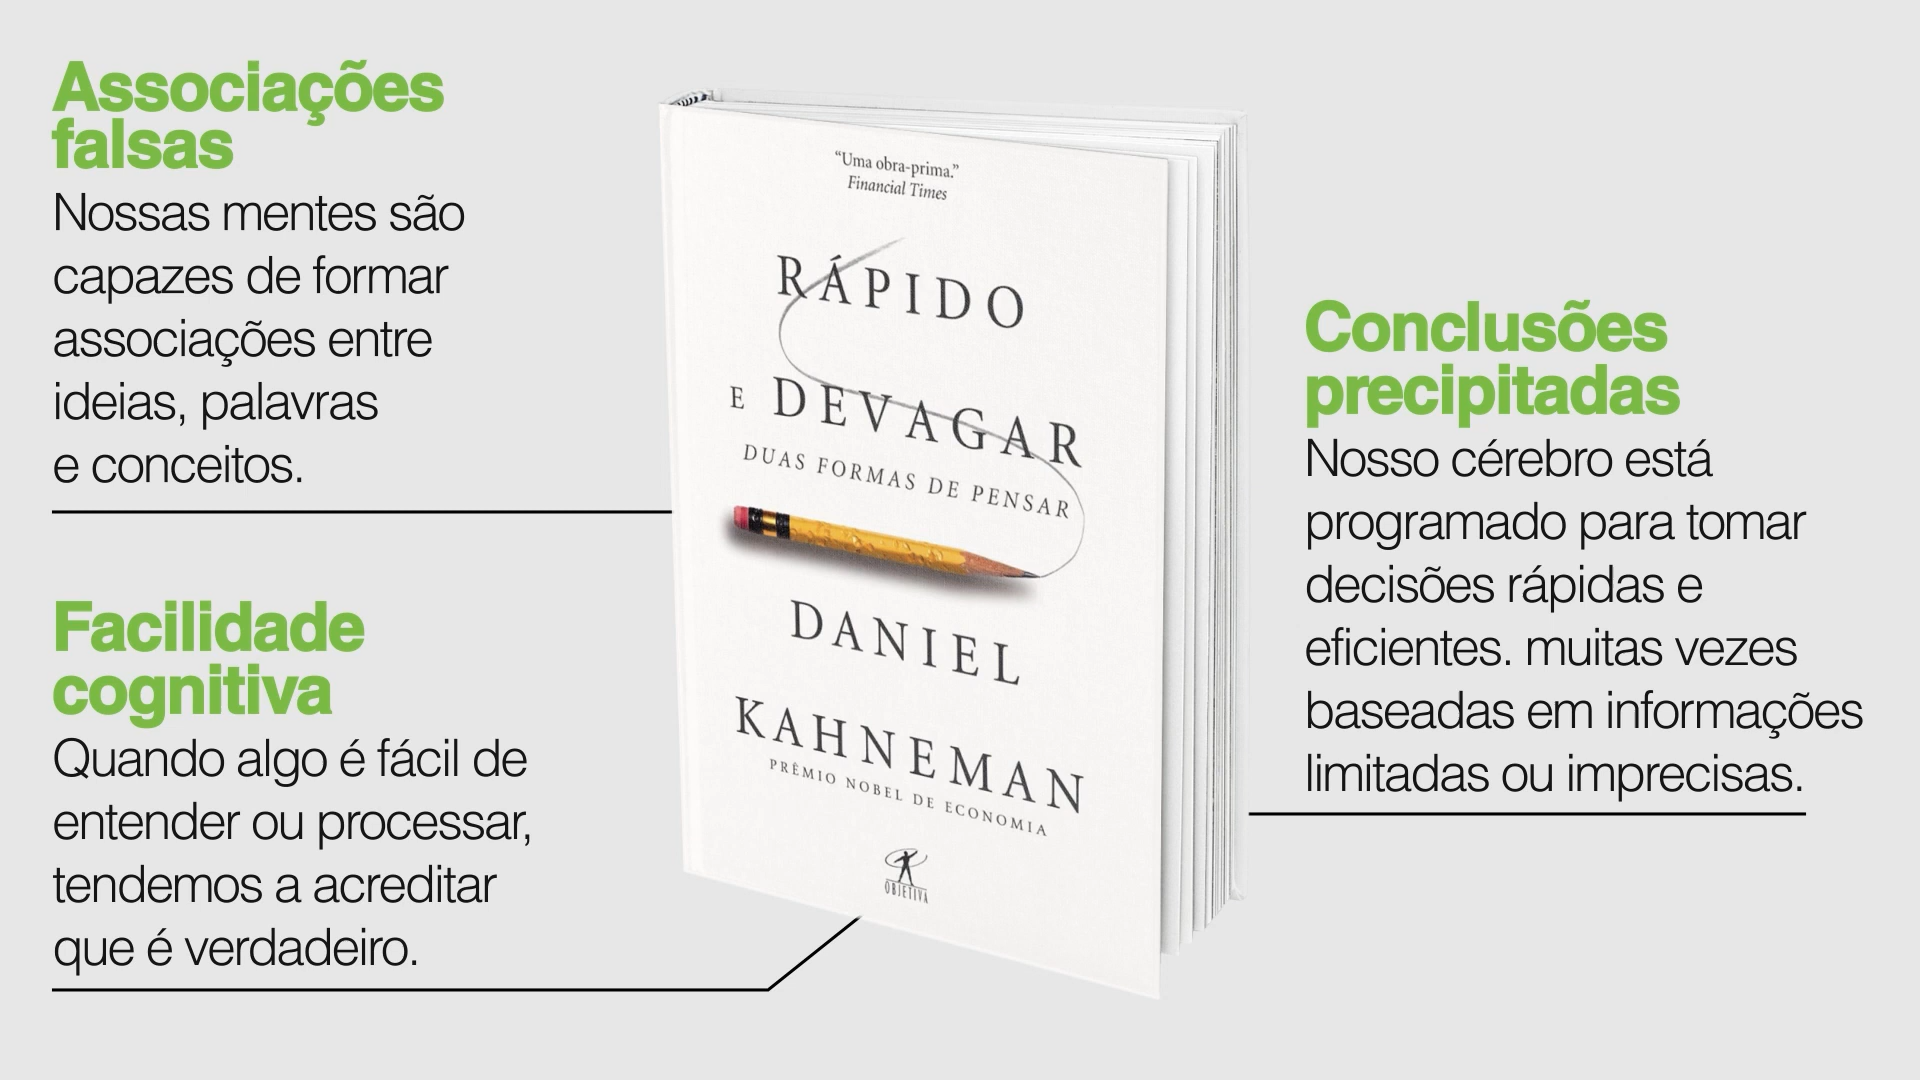 Associações
falsas
Nossas mentes são
capazes de formar
associações entre
ideias, palavras
e conceitos.
Facilidade
cognitiva
Quando algo é fácil de
entender ou processar,
tendemos a acreditar
que é verdadeiro.
“Uma obra-prima.”
Financial Times
RÁPIDO
E DEVAGAR
DUAS FORMAS DE PENSAR
DANIEL
KAHNEMAN
PRÊMIO NOBEL DE ECONOMIA
OBJETIVA
Conclusões
precipitadas
Nosso cérebro está
programado para tomar
decisões rápidas e
eficientes. muitas vezes
baseadas em informações
limitadas ou imprecisas.